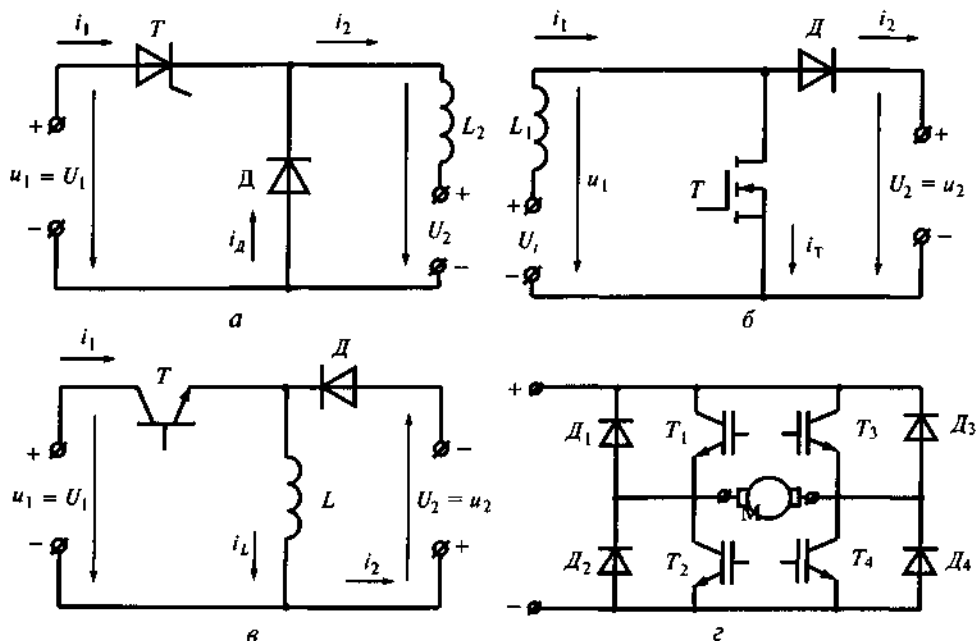 i₁ T i₂
+ Д L₂ +
u₁ = U₁ U₂
− i_Д −
а
i₁ Д i₂
L₁ u₁ T +
+ U₂ = u₂
U_i i_T
− −
б
i₁ T Д
+ −
u₁ = U₁ L U₂ = u₂
− i_L +
i₂
в
+
Д₁ T₁ T₃ Д₃
М
Д₂ T₂ T₄ Д₄
−
г